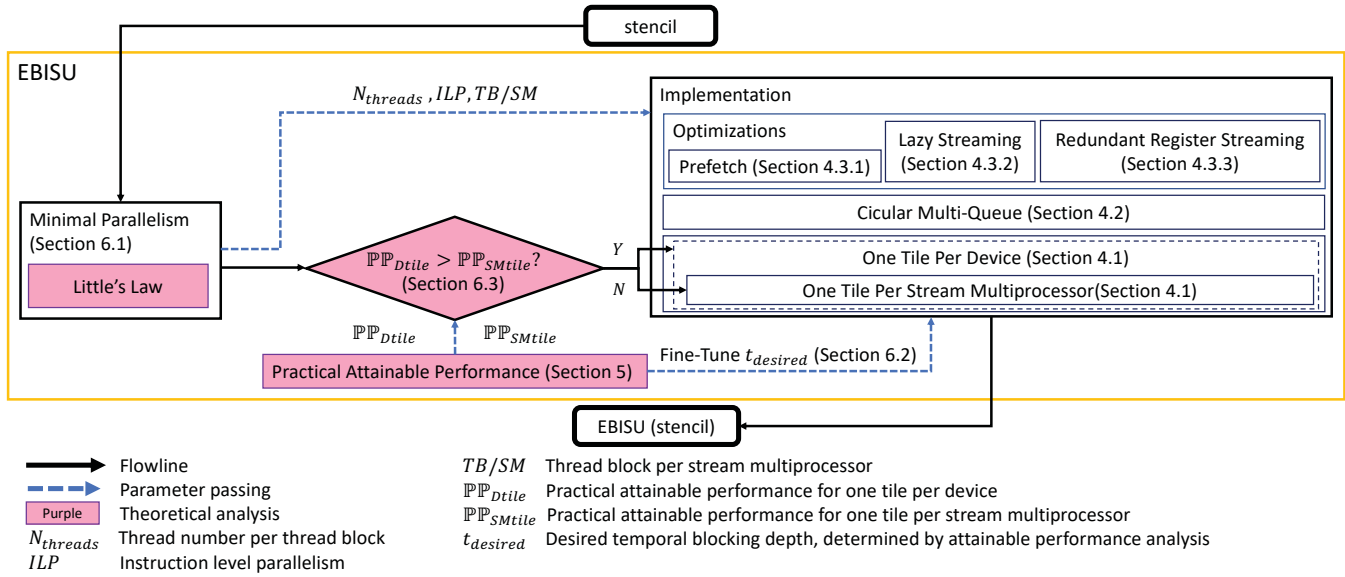 stencil
EBISU
N_threads , ILP, TB/SM
Implementation
Optimizations
Prefetch (Section 4.3.1)
Lazy Streaming
(Section 4.3.2)
Redundant Register Streaming
(Section 4.3.3)
Cicular Multi-Queue (Section 4.2)
Minimal Parallelism
(Section 6.1)
Little's Law
ℙℙ_Dtile > ℙℙ_SMtile?
(Section 6.3)
Y
N
One Tile Per Device (Section 4.1)
One Tile Per Stream Multiprocessor(Section 4.1)
ℙℙ_Dtile
ℙℙ_SMtile
Practical Attainable Performance (Section 5)
Fine-Tune t_desired (Section 6.2)
EBISU (stencil)
Flowline
Parameter passing
Purple Theoretical analysis
N_threads Thread number per thread block
ILP Instruction level parallelism
TB/SM Thread block per stream multiprocessor
ℙℙ_Dtile Practical attainable performance for one tile per device
ℙℙ_SMtile Practical attainable performance for one tile per stream multiprocessor
t_desired Desired temporal blocking depth, determined by attainable performance analysis